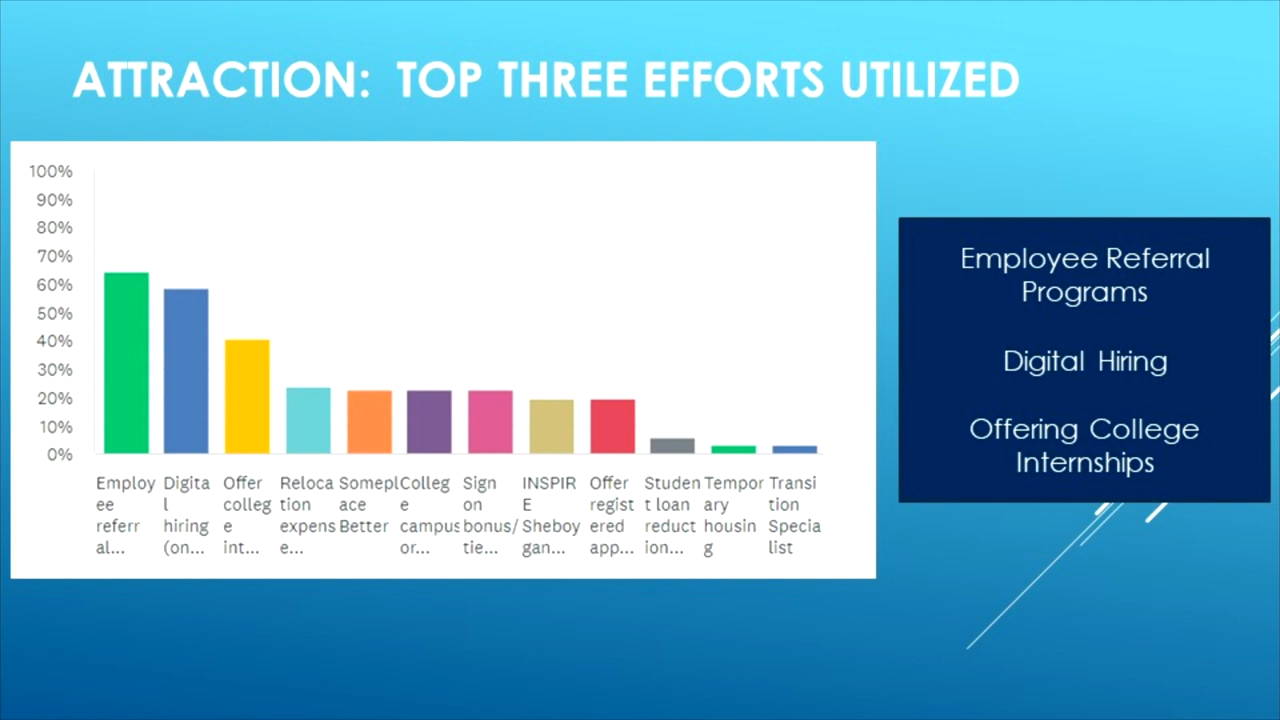 ATTRACTION: TOP THREE EFFORTS UTILIZED
100%
90%
80%
70%
60%
50%
40%
30%
20%
10%
0%
Employ
ee
referr
al...
Digita
l
hiring
(on...
Offer
colleg
e
int...
Reloca
tion
expens
e...
Somepl
ace
Better
Colleg
e
campus
or...
Sign
on
bonus/
tie...
INSPIR
E
Sheboy
gan...
Offer
regist
ered
app...
Studen
t loan
reduct
ion...
Tempor
ary
housin
g
Transi
tion
Specia
list
Employee Referral
Programs
Digital Hiring
Offering College
Internships